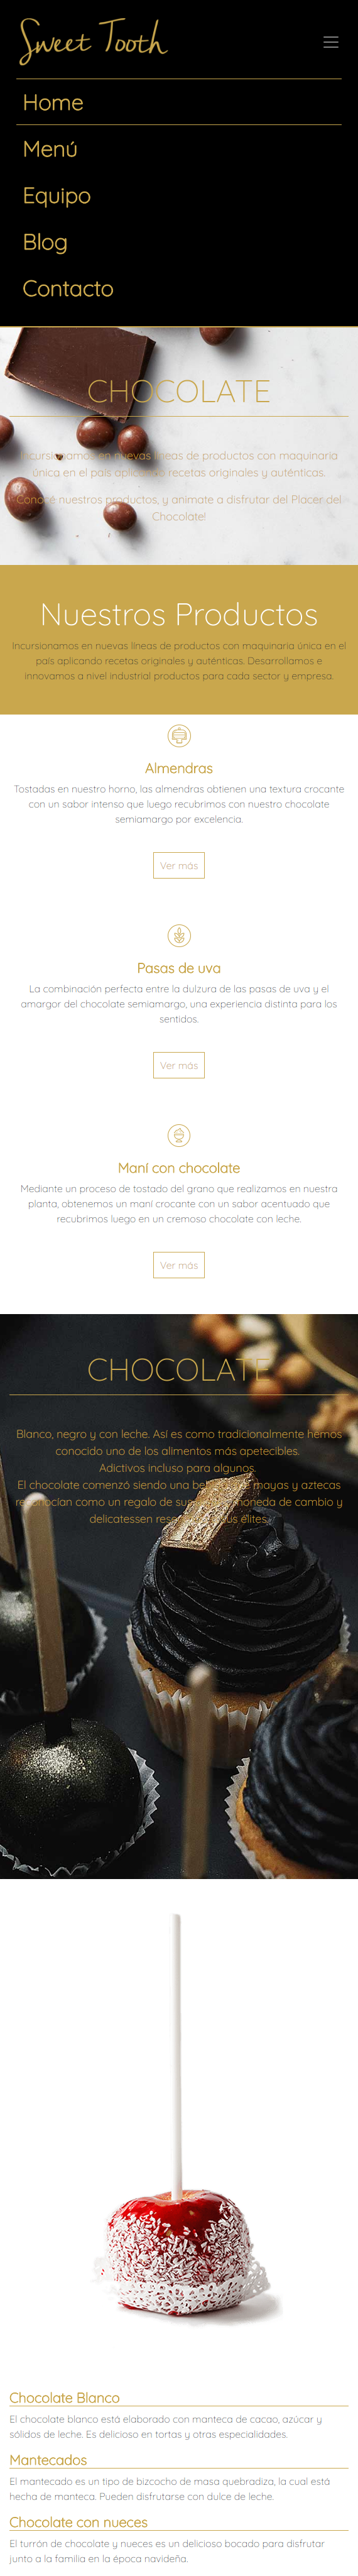 Sweet Tooth
Home
Menú
Equipo
Blog
Contacto
CHOCOLATE
Incursionamos en nuevas líneas de productos con maquinaria
única en el país aplicando recetas originales y auténticas.
Conocé nuestros productos, y animate a disfrutar del Placer del
Chocolate!
Nuestros Productos
Incursionamos en nuevas líneas de productos con maquinaria única en el
país aplicando recetas originales y auténticas. Desarrollamos e
innovamos a nivel industrial productos para cada sector y empresa.
Almendras
Tostadas en nuestro horno, las almendras obtienen una textura crocante
con un sabor intenso que luego recubrimos con nuestro chocolate
semiamargo por excelencia.
Ver más
Pasas de uva
La combinación perfecta entre la dulzura de las pasas de uva y el
amargor del chocolate semiamargo, una experiencia distinta para los
sentidos.
Ver más
Maní con chocolate
Mediante un proceso de tostado del grano que realizamos en nuestra
planta, obtenemos un maní crocante con un sabor acentuado que
recubrimos luego en un cremoso chocolate con leche.
Ver más
CHOCOLATE
Blanco, negro y con leche. Así es como tradicionalmente hemos
conocido uno de los alimentos más apetecibles.
Adictivos incluso para algunos.
El chocolate comenzó siendo una be que mayas y aztecas
reconocían como un regalo de sus moneda de cambio y
delicatessen sus élites.
Chocolate Blanco
El chocolate blanco está elaborado con manteca de cacao, azúcar y
sólidos de leche. Es delicioso en tortas y otras especialidades.
Mantecados
El mantecado es un tipo de bizcocho de masa quebradiza, la cual está
hecha de manteca. Pueden disfrutarse con dulce de leche.
Chocolate con nueces
El turrón de chocolate y nueces es un delicioso bocado para disfrutar
junto a la familia en la época navideña.